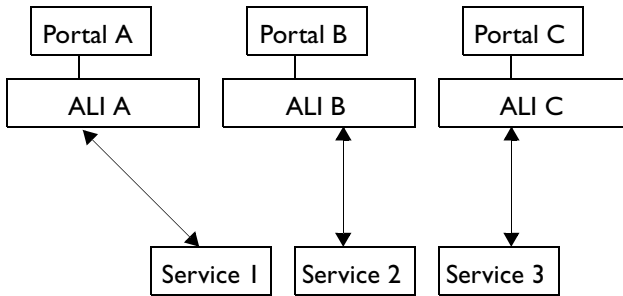 Portal A
Portal B
Portal C
ALI A
ALI B
ALI C
Service 1
Service 2
Service 3